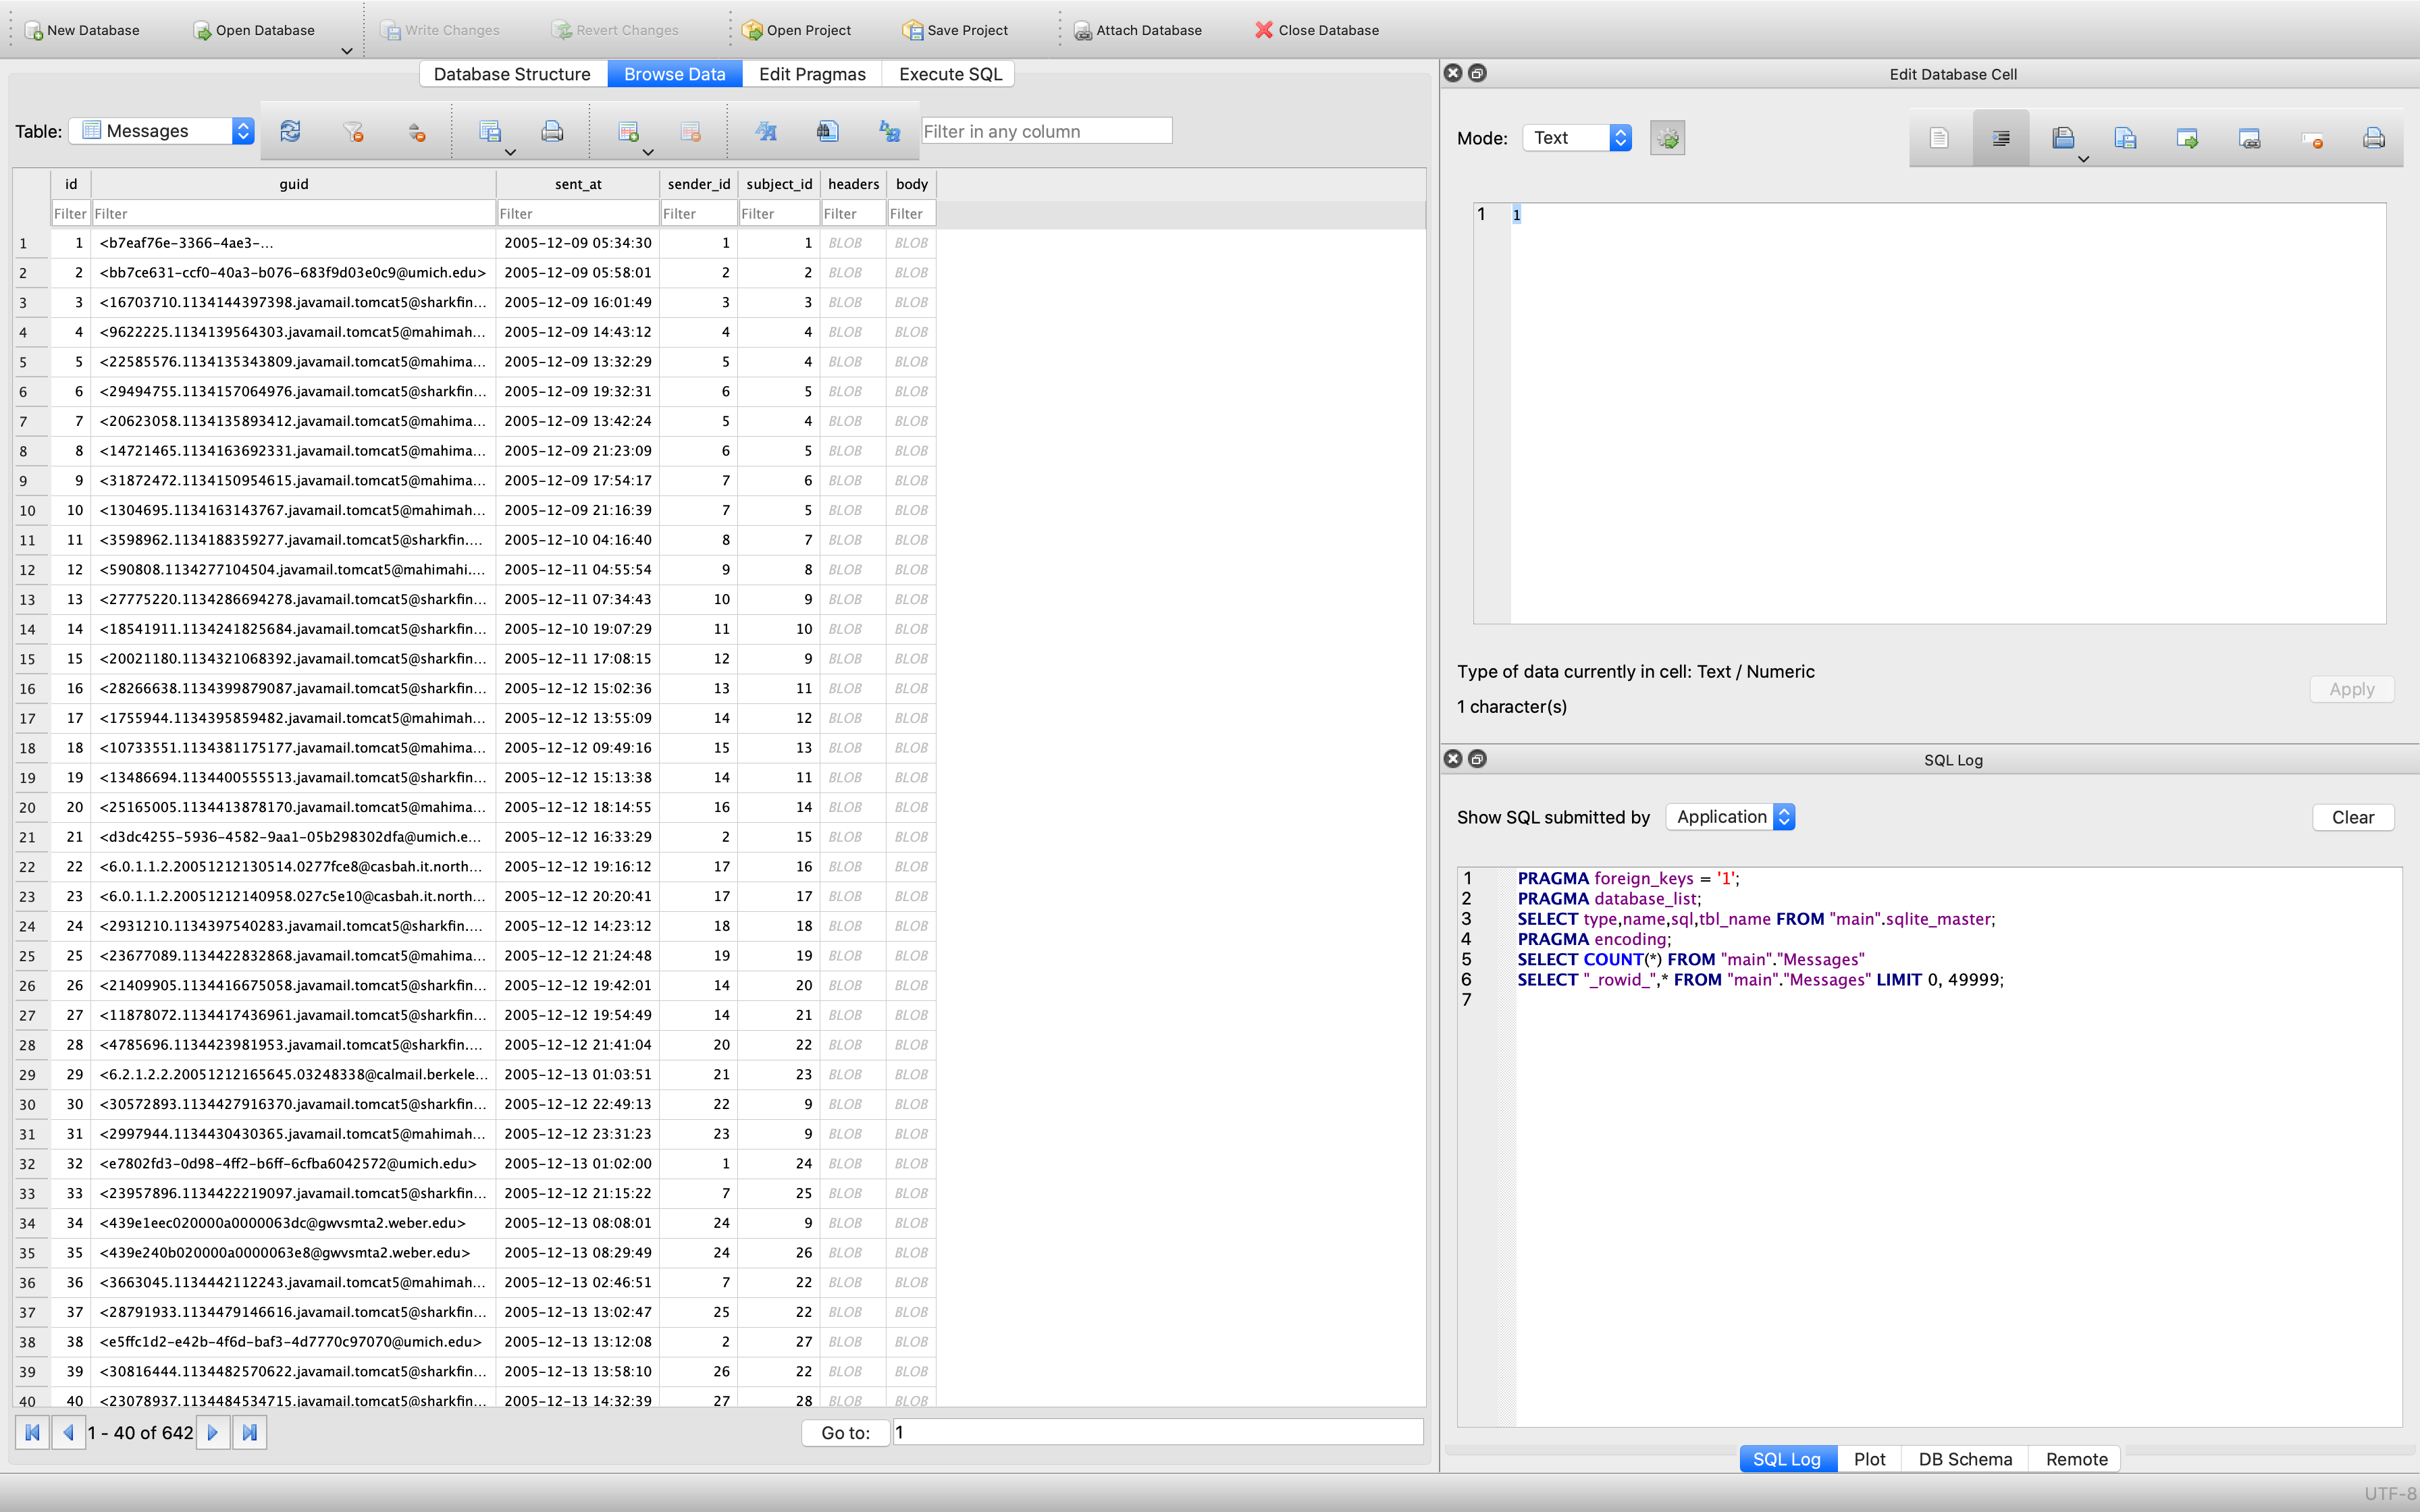 New Database Open Database Write Changes Revert Changes Open Project Save Project Attach Database Close Database
Database Structure Browse Data Edit Pragmas Execute SQL
Table: Messages Filter in any column
id guid sent_at sender_id subject_id headers body
Filter Filter Filter Filter Filter Filter Filter
1 1 <b7eaf76e-3366-4ae3-... 2005-12-09 05:34:30 1 1 BLOB BLOB
2 2 <bb7ce631-ccf0-40a3-b076-683f9d03e0c9@umich.edu> 2005-12-09 05:58:01 2 2 BLOB BLOB
3 3 <16703710.1134144397398.javamail.tomcat5@sharkfin... 2005-12-09 16:01:49 3 3 BLOB BLOB
4 4 <9622225.1134139564303.javamail.tomcat5@mahimah... 2005-12-09 14:43:12 4 4 BLOB BLOB
5 5 <22585576.1134135343809.javamail.tomcat5@mahima... 2005-12-09 13:32:29 5 4 BLOB BLOB
6 6 <29494755.1134157064976.javamail.tomcat5@sharkfin... 2005-12-09 19:32:31 6 5 BLOB BLOB
7 7 <20623058.1134135893412.javamail.tomcat5@mahima... 2005-12-09 13:42:24 5 4 BLOB BLOB
8 8 <14721465.1134163692331.javamail.tomcat5@mahima... 2005-12-09 21:23:09 6 5 BLOB BLOB
9 9 <31872472.1134150954615.javamail.tomcat5@mahima... 2005-12-09 17:54:17 7 6 BLOB BLOB
10 10 <1304695.1134163143767.javamail.tomcat5@mahimah... 2005-12-09 21:16:39 7 5 BLOB BLOB
11 11 <3598962.1134188359277.javamail.tomcat5@sharkfin.... 2005-12-10 04:16:40 8 7 BLOB BLOB
12 12 <590808.1134277104504.javamail.tomcat5@mahimahi.... 2005-12-11 04:55:54 9 8 BLOB BLOB
13 13 <27775220.1134286694278.javamail.tomcat5@sharkfin... 2005-12-11 07:34:43 10 9 BLOB BLOB
14 14 <18541911.1134241825684.javamail.tomcat5@sharkfin... 2005-12-10 19:07:29 11 10 BLOB BLOB
15 15 <20021180.1134321068392.javamail.tomcat5@sharkfin... 2005-12-11 17:08:15 12 9 BLOB BLOB
16 16 <28266638.1134399879087.javamail.tomcat5@sharkfin... 2005-12-12 15:02:36 13 11 BLOB BLOB
17 17 <1755944.1134395859482.javamail.tomcat5@mahimah... 2005-12-12 13:55:09 14 12 BLOB BLOB
18 18 <10733551.1134381175177.javamail.tomcat5@mahima... 2005-12-12 09:49:16 15 13 BLOB BLOB
19 19 <13486694.1134400555513.javamail.tomcat5@sharkfin... 2005-12-12 15:13:38 14 11 BLOB BLOB
20 20 <25165005.1134413878170.javamail.tomcat5@mahima... 2005-12-12 18:14:55 16 14 BLOB BLOB
21 21 <d3dc4255-5936-4582-9aa1-05b298302dfa@umich.e... 2005-12-12 16:33:29 2 15 BLOB BLOB
22 22 <6.0.1.1.2.20051212130514.0277fce8@casbah.it.north... 2005-12-12 19:16:12 17 16 BLOB BLOB
23 23 <6.0.1.1.2.20051212140958.027c5e10@casbah.it.north... 2005-12-12 20:20:41 17 17 BLOB BLOB
24 24 <2931210.1134397540283.javamail.tomcat5@sharkfin.... 2005-12-12 14:23:12 18 18 BLOB BLOB
25 25 <23677089.1134422832868.javamail.tomcat5@mahima... 2005-12-12 21:24:48 19 19 BLOB BLOB
26 26 <21409905.1134416675058.javamail.tomcat5@sharkfin... 2005-12-12 19:42:01 14 20 BLOB BLOB
27 27 <11878072.1134417436961.javamail.tomcat5@sharkfin... 2005-12-12 19:54:49 14 21 BLOB BLOB
28 28 <4785696.1134423981953.javamail.tomcat5@sharkfin.... 2005-12-12 21:41:04 20 22 BLOB BLOB
29 29 <6.2.1.2.2.20051212165645.03248338@calmail.berkele... 2005-12-13 01:03:51 21 23 BLOB BLOB
30 30 <30572893.1134427916370.javamail.tomcat5@sharkfin... 2005-12-12 22:49:13 22 9 BLOB BLOB
31 31 <2997944.1134430430365.javamail.tomcat5@mahimah... 2005-12-12 23:31:23 23 9 BLOB BLOB
32 32 <e7802fd3-0d98-4ff2-b6ff-6cfba6042572@umich.edu> 2005-12-13 01:02:00 1 24 BLOB BLOB
33 33 <23957896.1134422219097.javamail.tomcat5@sharkfin... 2005-12-12 21:15:22 7 25 BLOB BLOB
34 34 <439e1eec020000a0000063dc@gwvsmta2.weber.edu> 2005-12-13 08:08:01 24 9 BLOB BLOB
35 35 <439e240b020000a0000063e8@gwvsmta2.weber.edu> 2005-12-13 08:29:49 24 26 BLOB BLOB
36 36 <3663045.1134442112243.javamail.tomcat5@mahimah... 2005-12-13 02:46:51 7 22 BLOB BLOB
37 37 <28791933.1134479146616.javamail.tomcat5@sharkfin... 2005-12-13 13:02:47 25 22 BLOB BLOB
38 38 <e5ffc1d2-e42b-4f6d-baf3-4d7770c97070@umich.edu> 2005-12-13 13:12:08 2 27 BLOB BLOB
39 39 <30816444.1134482570622.javamail.tomcat5@sharkfin... 2005-12-13 13:58:10 26 22 BLOB BLOB
40 40 <23078937.1134484534715.javamail.tomcat5@sharkfin... 2005-12-13 14:32:39 27 28 BLOB BLOB
1 - 40 of 642 Go to: 1
Edit Database Cell
Mode: Text
1 1
Type of data currently in cell: Text / Numeric
Apply
1 character(s)
SQL Log
Show SQL submitted by Application Clear
1 PRAGMA foreign_keys = '1';
2 PRAGMA database_list;
3 SELECT type,name,sql,tbl_name FROM "main".sqlite_master;
4 PRAGMA encoding;
5 SELECT COUNT(*) FROM "main"."Messages"
6 SELECT "_rowid_",* FROM "main"."Messages" LIMIT 0, 49999;
7
SQL Log Plot DB Schema Remote
UTF-8